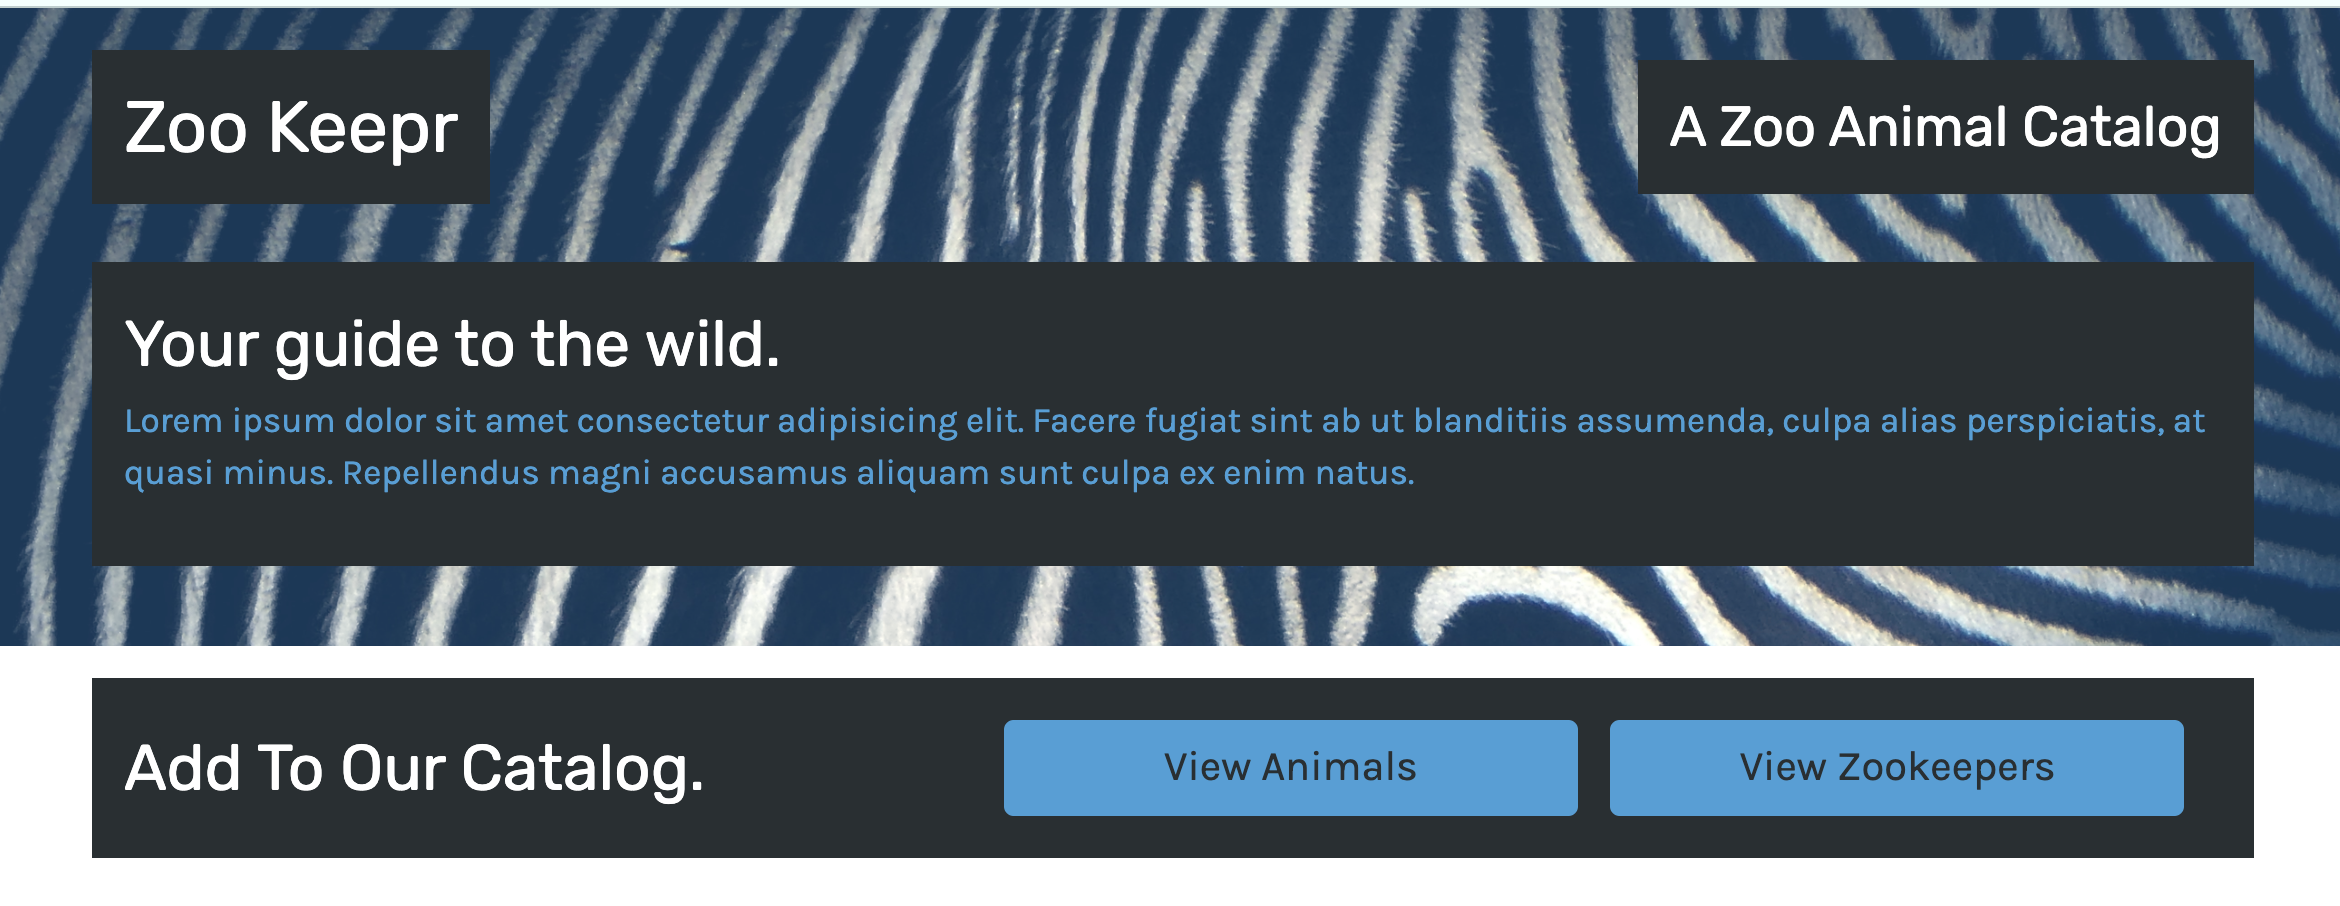 Zoo Keepr
A Zoo Animal Catalog
Your guide to the wild.
Lorem ipsum dolor sit amet consectetur adipisicing elit. Facere fugiat sint ab ut blanditiis assumenda, culpa alias perspiciatis, at
quasi minus. Repellendus magni accusamus aliquam sunt culpa ex enim natus.
Add To Our Catalog.
View Animals
View Zookeepers